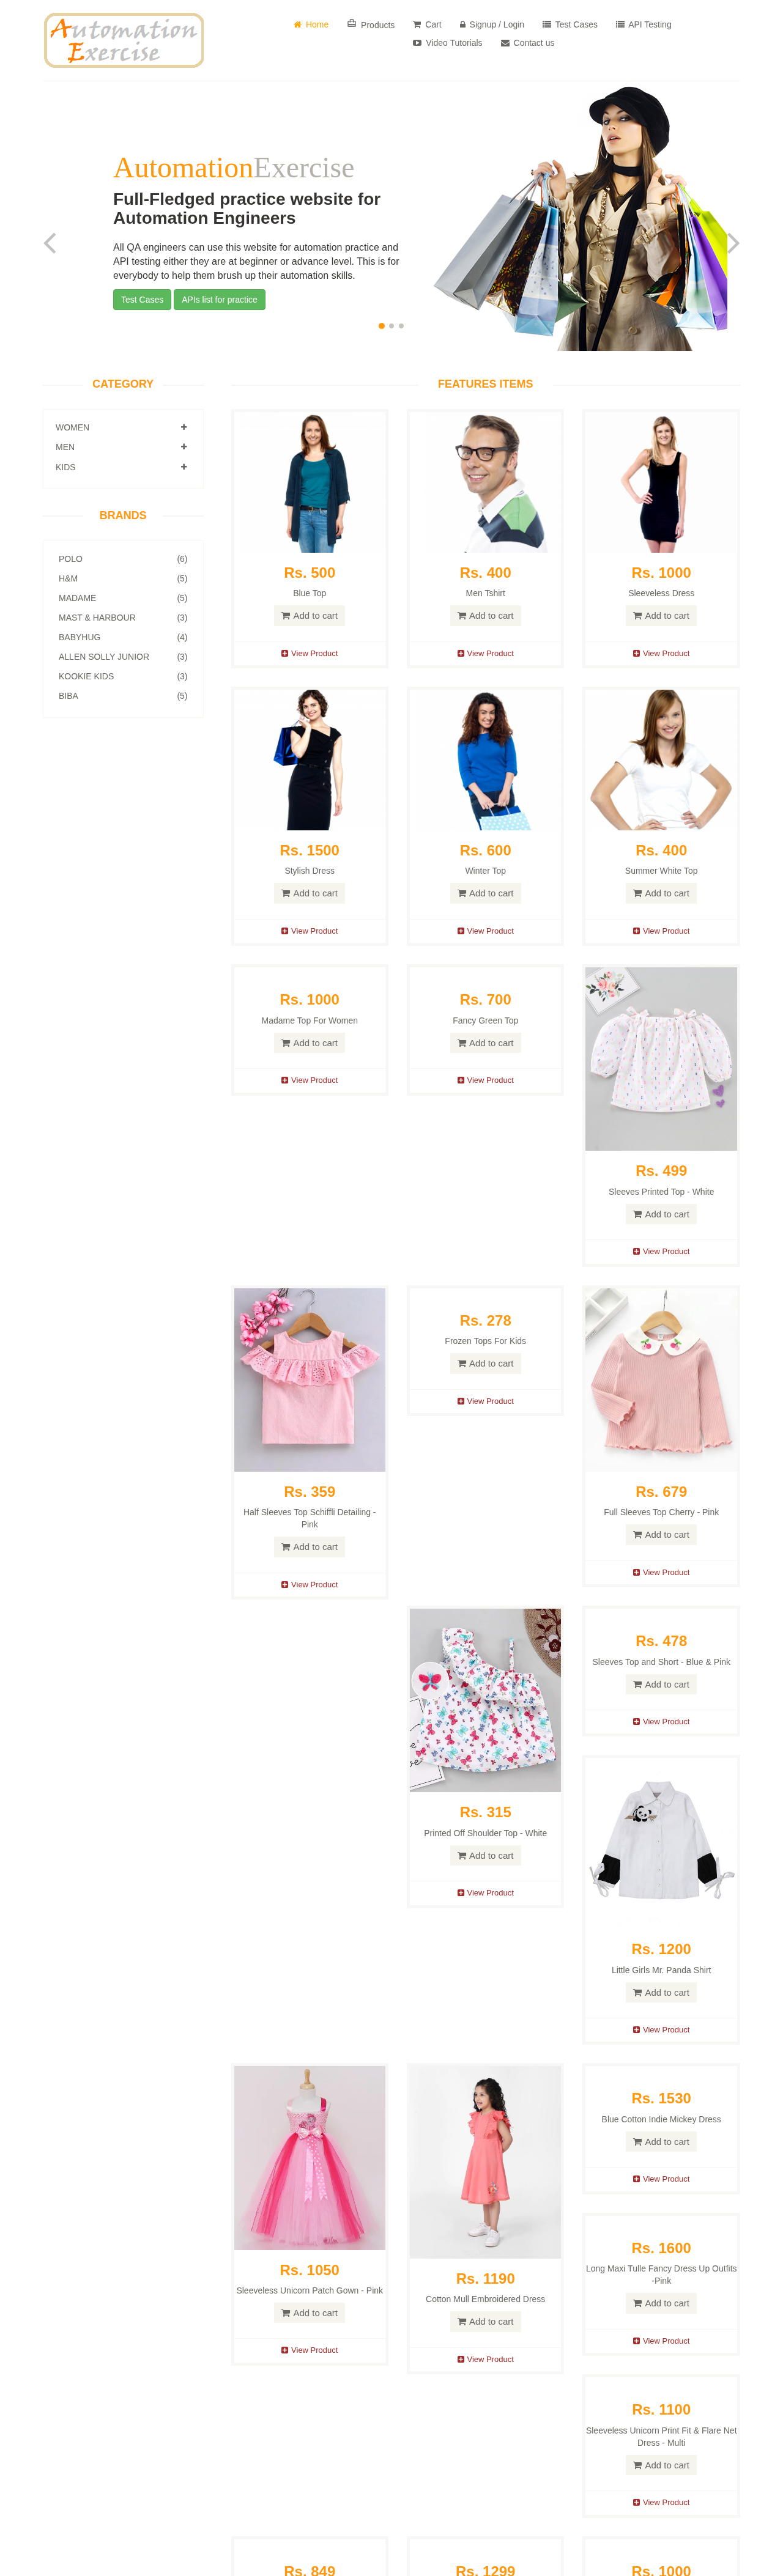 Automation
Exercise
Home
Products
Cart
Signup / Login
Test Cases
API Testing
Video Tutorials
Contact us
AutomationExercise
Full-Fledged practice website for
Automation Engineers
All QA engineers can use this website for automation practice and
API testing either they are at beginner or advance level. This is for
everybody to help them brush up their automation skills.
Test Cases
APIs list for practice
CATEGORY
WOMEN
MEN
KIDS
BRANDS
POLO (6)
H&M (5)
MADAME (5)
MAST & HARBOUR (3)
BABYHUG (4)
ALLEN SOLLY JUNIOR (3)
KOOKIE KIDS (3)
BIBA (5)
FEATURES ITEMS
Rs. 500
Blue Top
Add to cart
View Product
Rs. 400
Men Tshirt
Add to cart
View Product
Rs. 1000
Sleeveless Dress
Add to cart
View Product
Rs. 1500
Stylish Dress
Add to cart
View Product
Rs. 600
Winter Top
Add to cart
View Product
Rs. 400
Summer White Top
Add to cart
View Product
Rs. 1000
Madame Top For Women
Add to cart
View Product
Rs. 700
Fancy Green Top
Add to cart
View Product
Rs. 499
Sleeves Printed Top - White
Add to cart
View Product
Rs. 359
Half Sleeves Top Schiffli Detailing -
Pink
Add to cart
View Product
Rs. 278
Frozen Tops For Kids
Add to cart
View Product
Rs. 679
Full Sleeves Top Cherry - Pink
Add to cart
View Product
Rs. 315
Printed Off Shoulder Top - White
Add to cart
View Product
Rs. 478
Sleeves Top and Short - Blue & Pink
Add to cart
View Product
Rs. 1200
Little Girls Mr. Panda Shirt
Add to cart
View Product
Rs. 1050
Sleeveless Unicorn Patch Gown - Pink
Add to cart
View Product
Rs. 1190
Cotton Mull Embroidered Dress
Add to cart
View Product
Rs. 1530
Blue Cotton Indie Mickey Dress
Add to cart
View Product
Rs. 1600
Long Maxi Tulle Fancy Dress Up Outfits
-Pink
Add to cart
View Product
Rs. 1100
Sleeveless Unicorn Print Fit & Flare Net
Dress - Multi
Add to cart
View Product
Rs. 849
Rs. 1299
Rs. 1000